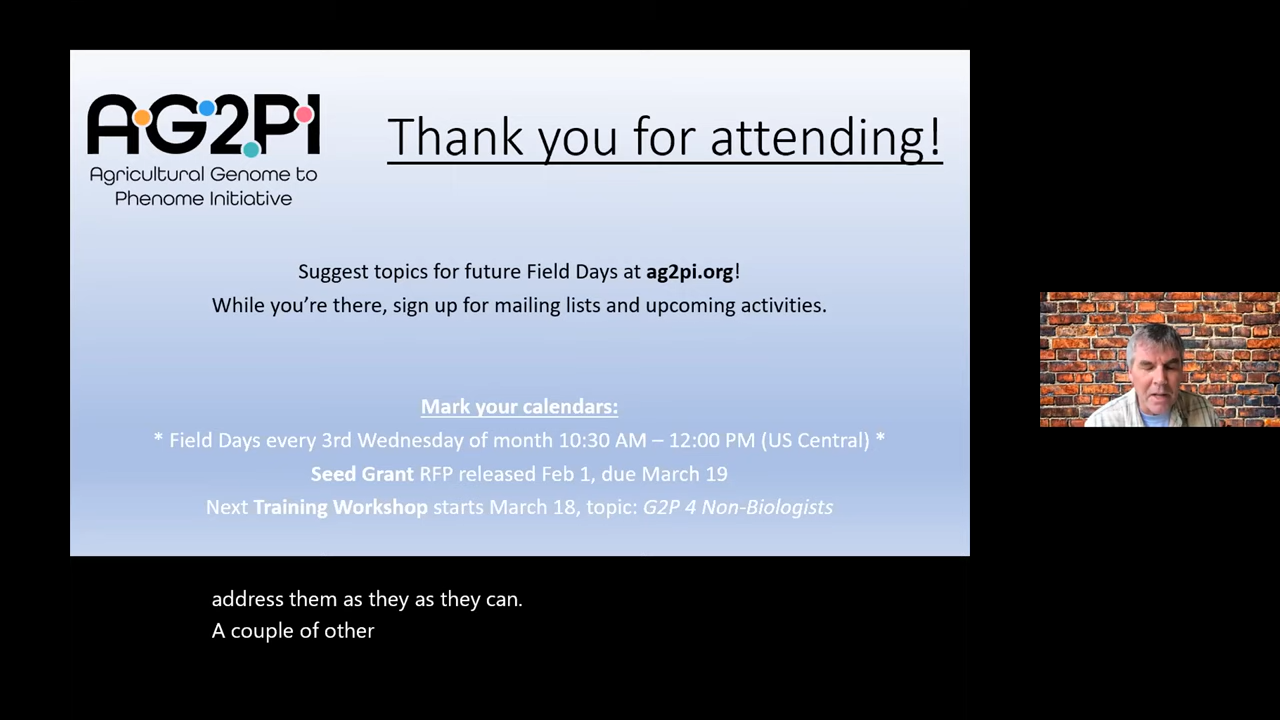 AG2PI
Agricultural Genome to
Phenome Initiative
Thank you for attending!
Suggest topics for future Field Days at ag2pi.org!
While you're there, sign up for mailing lists and upcoming activities.
Mark your calendars:
* Field Days every 3rd Wednesday of month 10:30 AM – 12:00 PM (US Central) *
Seed Grant RFP released Feb 1, due March 19
Next Training Workshop starts March 18, topic: G2P 4 Non-Biologists
address them as they as they can.
A couple of other